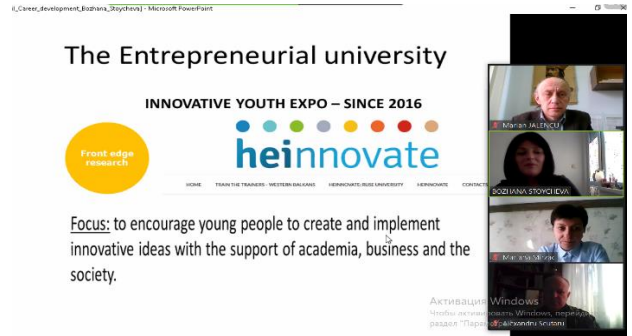 _Career_development_Bozhana_Stoycheva] - Microsoft PowerPoint
The Entrepreneurial university
INNOVATIVE YOUTH EXPO – SINCE 2016
Front edge
research
heinnovate
HOME TRAIN THE TRAINERS - WESTERN BALKANS HEINNOVATE: RUSE UNIVERSITY HEINNOVATE CONTACTS
Focus: to encourage young people to create and implement
innovative ideas with the support of academia, business and the
society.
Marian JALENCU
BOZHANA STOYCHEVA
Alexandru Scutaru
Активация Windows
Чтобы активировать Windows, перейдите
раздел